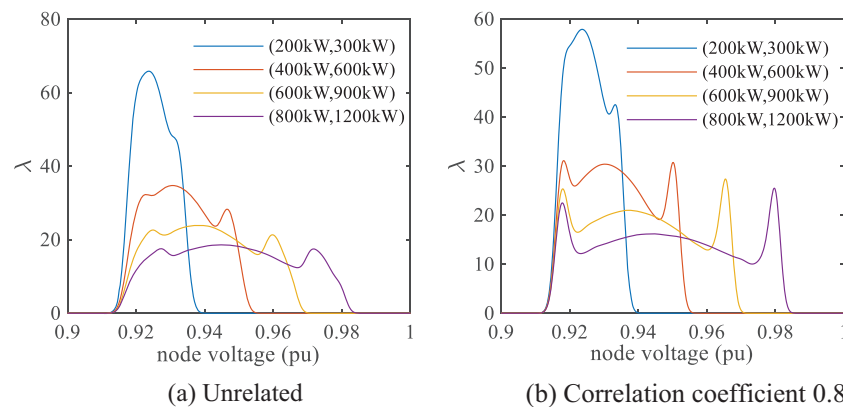 80
60
40
20
0
λ
(200kW,300kW)
(400kW,600kW)
(600kW,900kW)
(800kW,1200kW)
0.9 0.92 0.94 0.96 0.98 1
node voltage (pu)
(a) Unrelated
60
50
40
30
20
10
0
λ
(200kW,300kW)
(400kW,600kW)
(600kW,900kW)
(800kW,1200kW)
0.9 0.92 0.94 0.96 0.98 1
node voltage (pu)
(b) Correlation coefficient 0.8